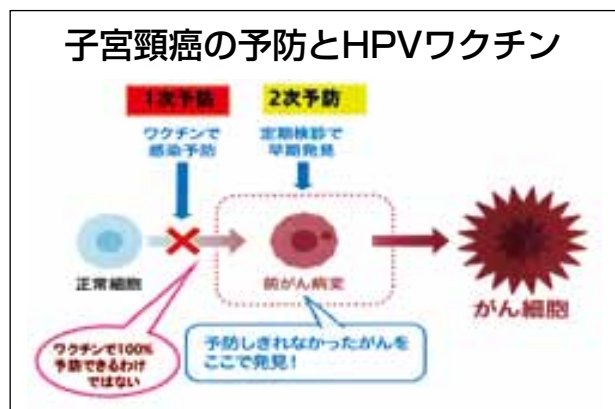 子宮頸癌の予防とHPVワクチン
1次予防
2次予防
ワクチンで
感染予防
定期検診で
早期発見
正常細胞
前がん病変
がん細胞
ワクチンで100%
予防できるわけ
ではない
予防しきれなかったがんを
ここで発見!